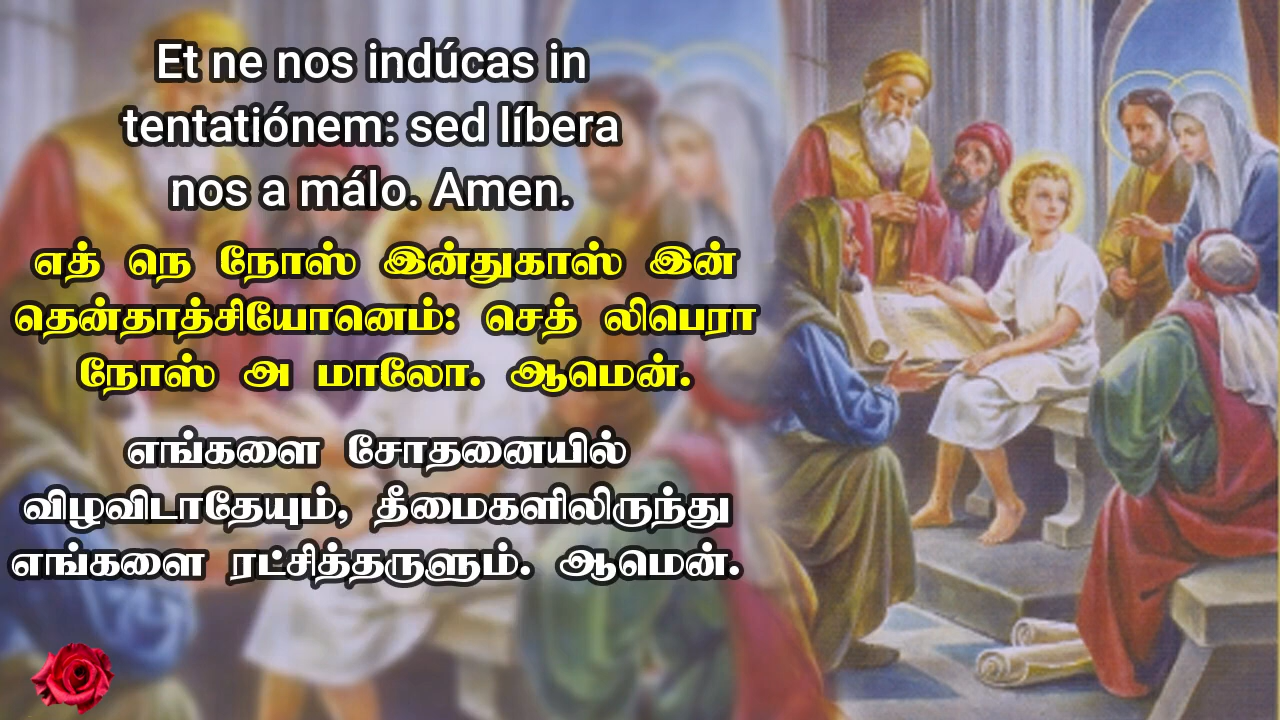 Et ne nos indúcas in
tentatiónem: sed líbera
nos a málo. Amen.
எத் நெ நோஸ் இன்துகாஸ் இன்
தென்தாத்சியோனெம்: செத் லிபெரா
நோஸ் அ மாலோ. ஆமென்.
எங்களை சோதனையில்
விழவிடாதேயும், தீமைகளிலிருந்து
எங்களை ரட்சித்தருளும். ஆமென்.